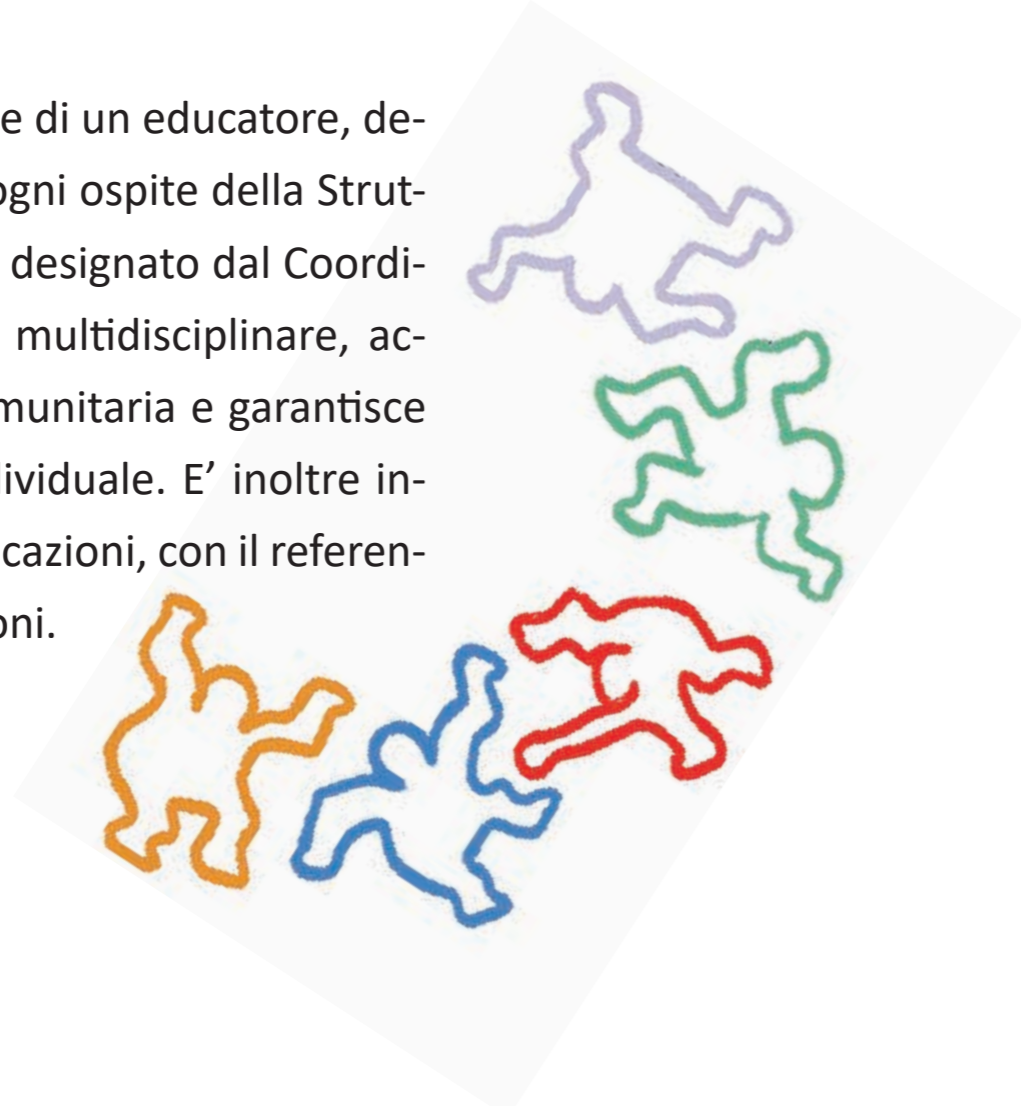 e di un educatore, de-
ogni ospite della Strut-
designato dal Coordi-
multidisciplinare, ac-
munitaria e garantisce
dividuale. E’ inoltre in-
cazioni, con il referen-
oni.